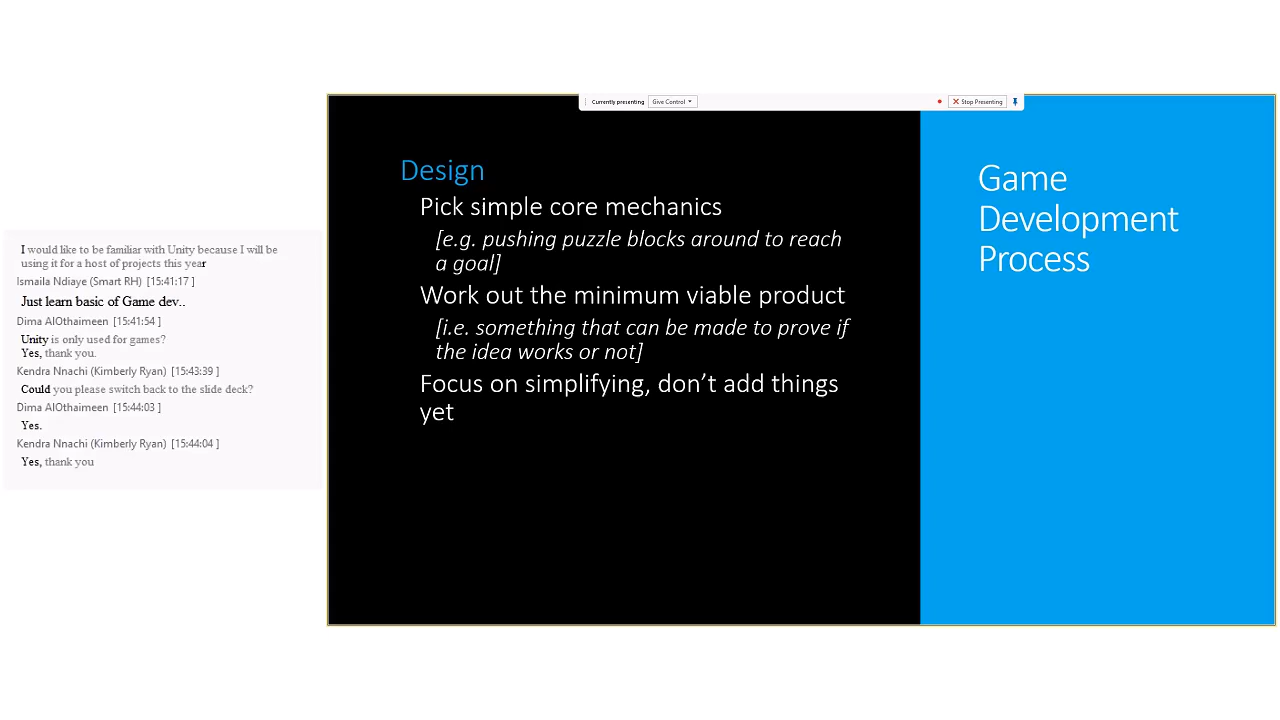 I would like to be familiar with Unity because I will be
using it for a host of projects this year
Ismaila Ndiaye (Smart RH) [15:41:17 ]
Just learn basic of Game dev..
Dima AlOthaimeen [15:41:54 ]
Unity is only used for games?
Yes, thank you.
Kendra Nnachi (Kimberly Ryan) [15:43:39 ]
Could you please switch back to the slide deck?
Dima AlOthaimeen [15:44:03 ]
Yes.
Kendra Nnachi (Kimberly Ryan) [15:44:04 ]
Yes, thank you
Currently presenting Give Control Stop Presenting
Design
Pick simple core mechanics
[e.g. pushing puzzle blocks around to reach
a goal]
Work out the minimum viable product
[i.e. something that can be made to prove if
the idea works or not]
Focus on simplifying, don’t add things
yet
Game
Development
Process